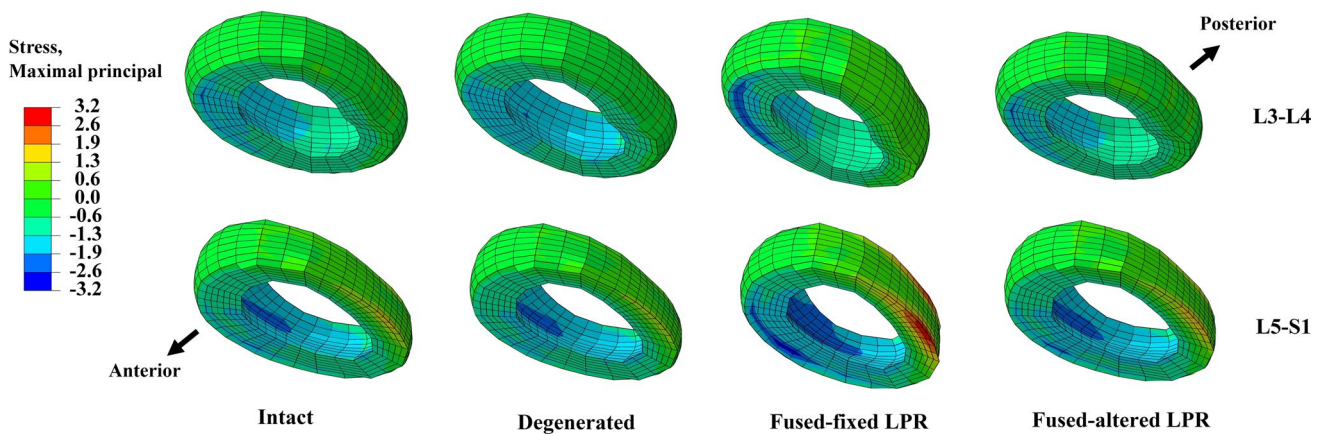 Stress,
Maximal principal
3.2
2.6
1.9
1.3
0.6
0.0
-0.6
-1.3
-1.9
-2.6
-3.2
Posterior
L3-L4
L5-S1
Anterior
Intact
Degenerated
Fused-fixed LPR
Fused-altered LPR